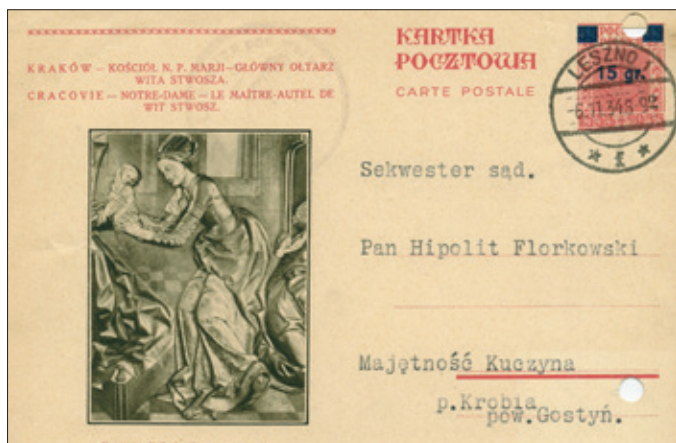 KRAKÓW — KOŚCIÓŁ N. P. MARJI—GŁÓWNY OŁTARZ
WITA STWOSZA.
CRACOVIE — NOTRE-DAME — LE MAÎTRE-AUTEL DE
WIT STWOSZ.
KARTKA
POCZTOWA
CARTE POSTALE
15 gr.
LESZNO 1
Sekwester sąd.
Pan Hipolit Florkowski
Majętność Kuczyna
p.Krobia
pow.Gostyń.